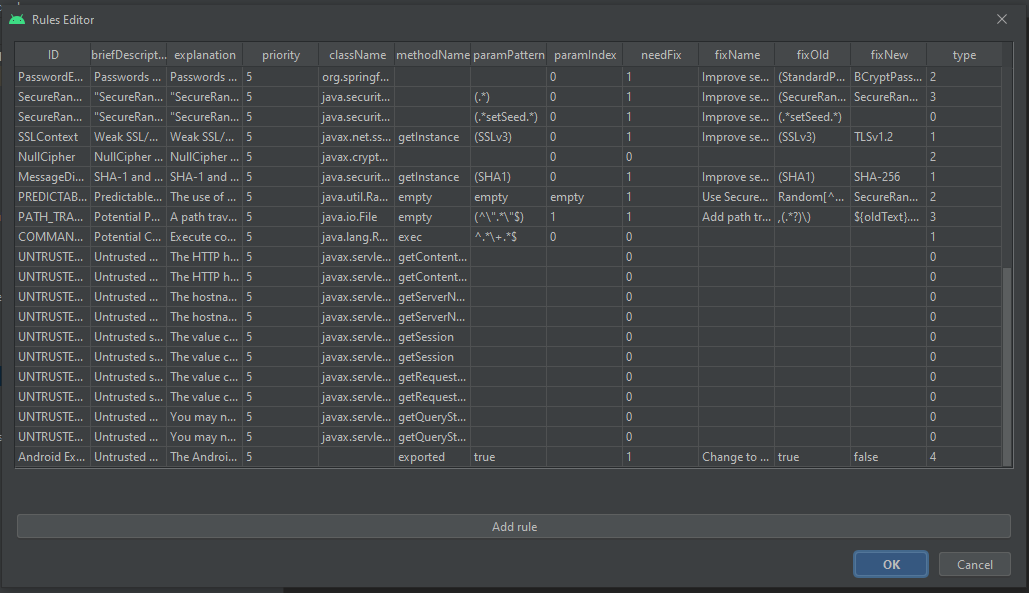 Rules Editor
ID briefDescript... explanation priority className methodName paramPattern paramIndex needFix fixName fixOld fixNew type
PasswordE... Passwords ... Passwords ... 5 org.springf... 0 1 Improve se... (StandardP... BCryptPass... 2
SecureRan... "SecureRan... "SecureRan... 5 java.securit... (.*) 0 1 Improve se... (SecureRan... SecureRan... 3
SecureRan... "SecureRan... "SecureRan... 5 java.securit... (.*setSeed.*) 0 1 Improve se... (.*setSeed.*) 0
SSLContext Weak SSL/... Weak SSL/... 5 javax.net.ss... getInstance (SSLv3) 0 1 Improve se... (SSLv3) TLSv1.2 1
NullCipher NullCipher ... NullCipher ... 5 javax.crypt... 0 0 2
MessageDi... SHA-1 and ... SHA-1 and ... 5 java.securit... getInstance (SHA1) 0 1 Improve se... (SHA1) SHA-256 1
PREDICTAB... Predictable... The use of ... 5 java.util.Ra... empty empty empty 1 Use Secure... Random[^... SecureRan... 2
PATH_TRA... Potential P... A path trav... 5 java.io.File empty (^\".*\"$) 1 1 Add path tr... ,(.*?)\) ${oldText}.... 3
COMMAN... Potential C... Execute co... 5 java.lang.R... exec ^.*\+.*$ 0 0 1
UNTRUSTE... Untrusted ... The HTTP h... 5 javax.servle... getContent... 0 0
UNTRUSTE... Untrusted ... The HTTP h... 5 javax.servle... getContent... 0 0
UNTRUSTE... Untrusted ... The hostna... 5 javax.servle... getServerN... 0 0
UNTRUSTE... Untrusted ... The hostna... 5 javax.servle... getServerN... 0 0
UNTRUSTE... Untrusted s... The value c... 5 javax.servle... getSession 0 0
UNTRUSTE... Untrusted s... The value c... 5 javax.servle... getSession 0 0
UNTRUSTE... Untrusted s... The value c... 5 javax.servle... getRequest... 0 0
UNTRUSTE... Untrusted s... The value c... 5 javax.servle... getRequest... 0 0
UNTRUSTE... Untrusted ... You may n... 5 javax.servle... getQuerySt... 0 0
UNTRUSTE... Untrusted ... You may n... 5 javax.servle... getQuerySt... 0 0
Android Ex... Untrusted ... The Androi... 5 exported true 1 Change to ... true false 4
Add rule
OK Cancel